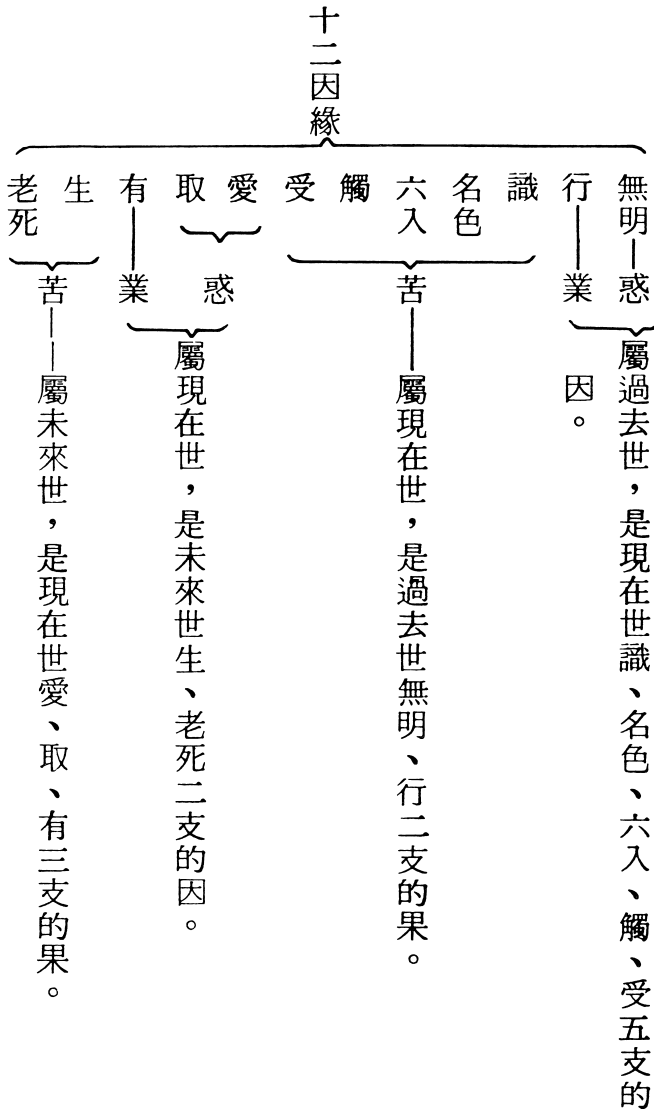 十二因緣
無明
惑
行
業
屬過去世，是現在世識、名色、六入、觸、受五支的
因。
識
名色
六入
觸
受
苦
屬現在世，是過去世無明、行二支的果。
愛
取
惑
有
業
屬現在世，是未來世生、老死二支的因。
生
老死
苦
屬未來世，是現在世愛、取、有三支的果。